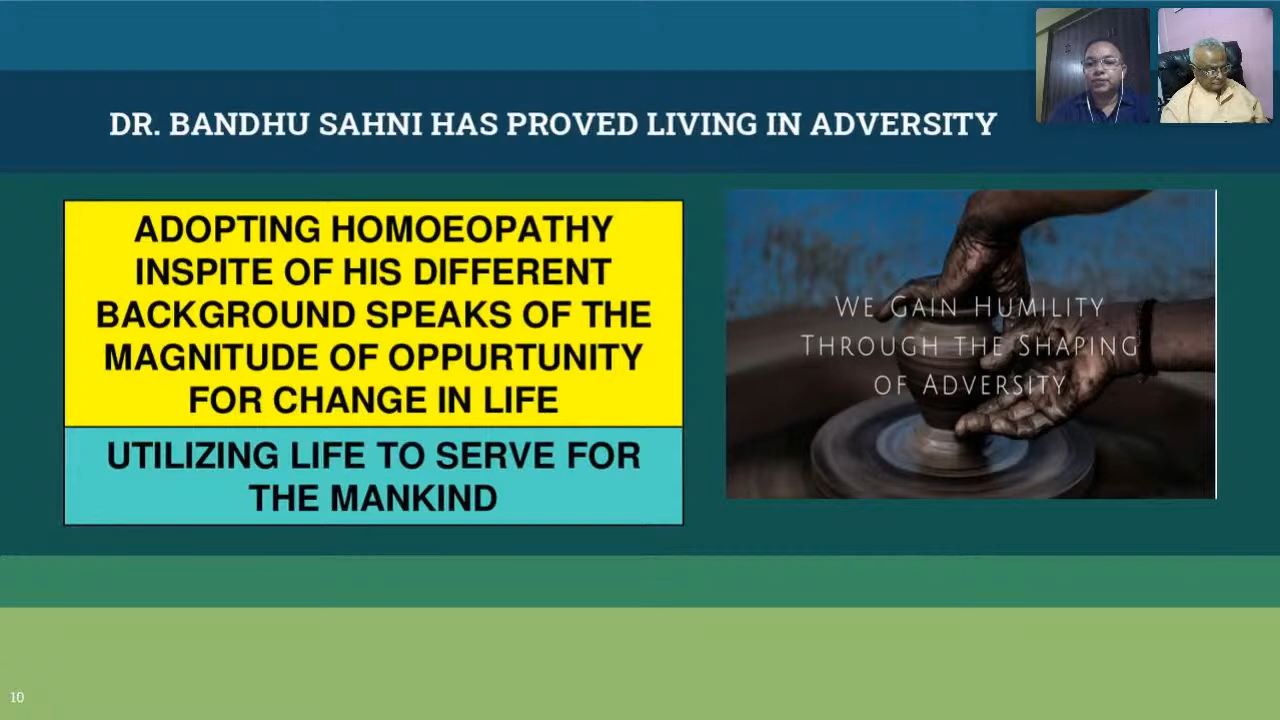 DR. BANDHU SAHNI HAS PROVED LIVING IN ADVERSITY
ADOPTING HOMOEOPATHY
INSPITE OF HIS DIFFERENT
BACKGROUND SPEAKS OF THE
MAGNITUDE OF OPPURTUNITY
FOR CHANGE IN LIFE
UTILIZING LIFE TO SERVE FOR
THE MANKIND
WE GAIN HUMILITY
THROUGH THE SHAPING
OF ADVERSITY
10